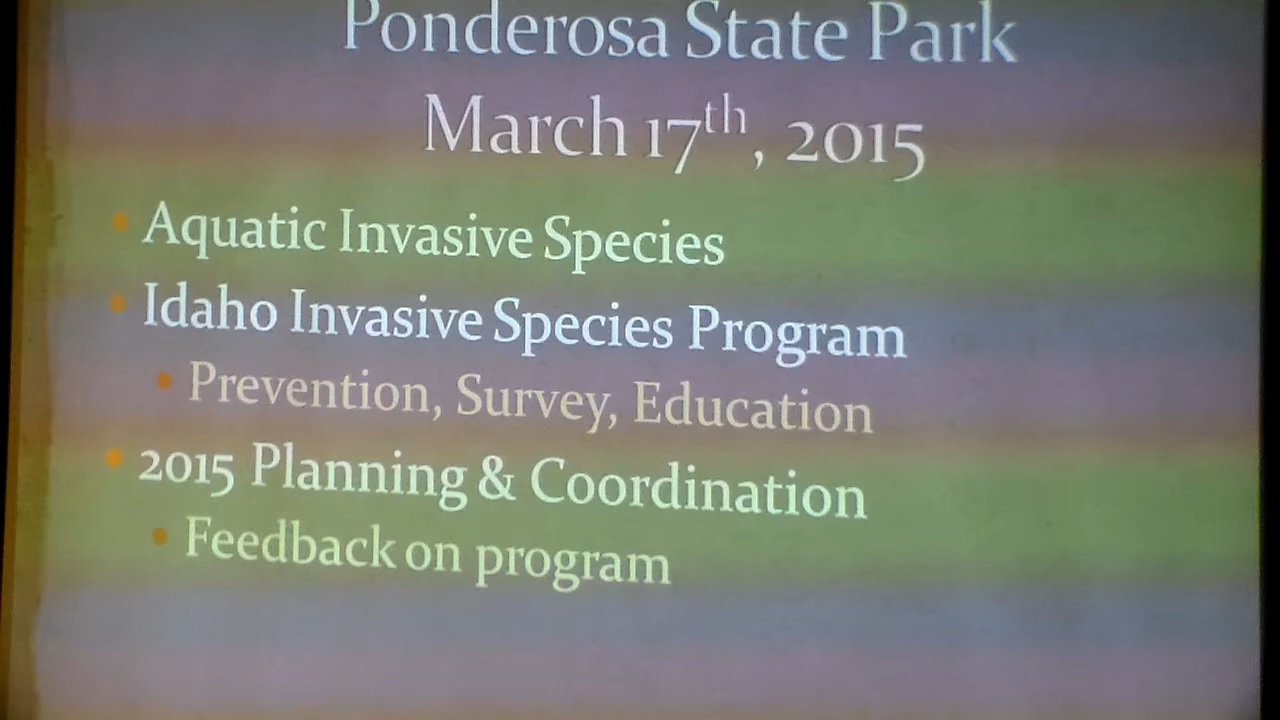 Ponderosa State Park
March 17th, 2015
• Aquatic Invasive Species
• Idaho Invasive Species Program
• Prevention, Survey, Education
• 2015 Planning & Coordination
• Feedback on program